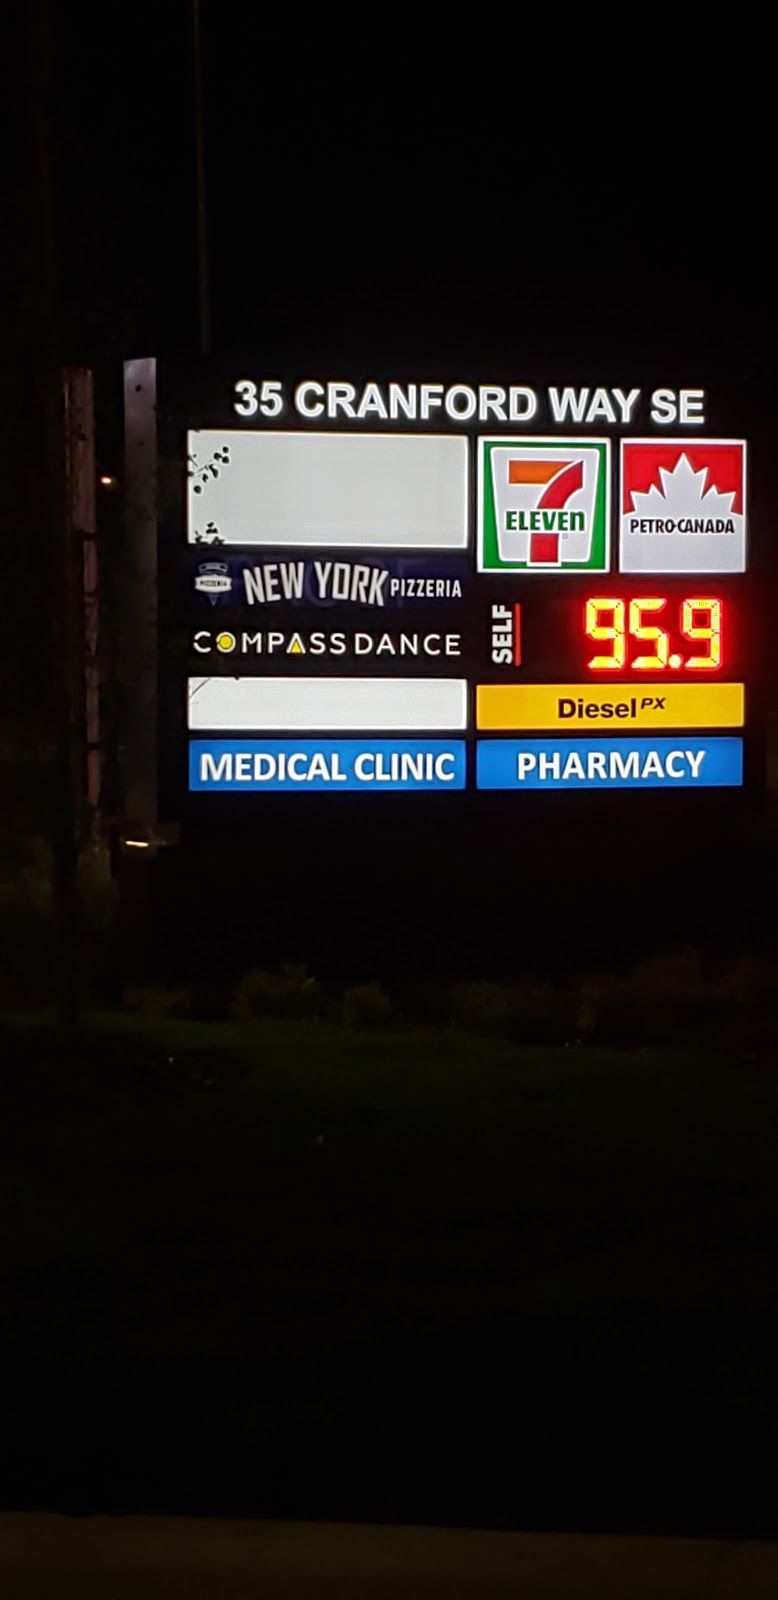 35 CRANFORD WAY SE
7
ELEVEn
PETRO-CANADA
PIZZERIA
NEW YORK PIZZERIA
COMPASS DANCE
SELF
95.9
Diesel PX
MEDICAL CLINIC
PHARMACY